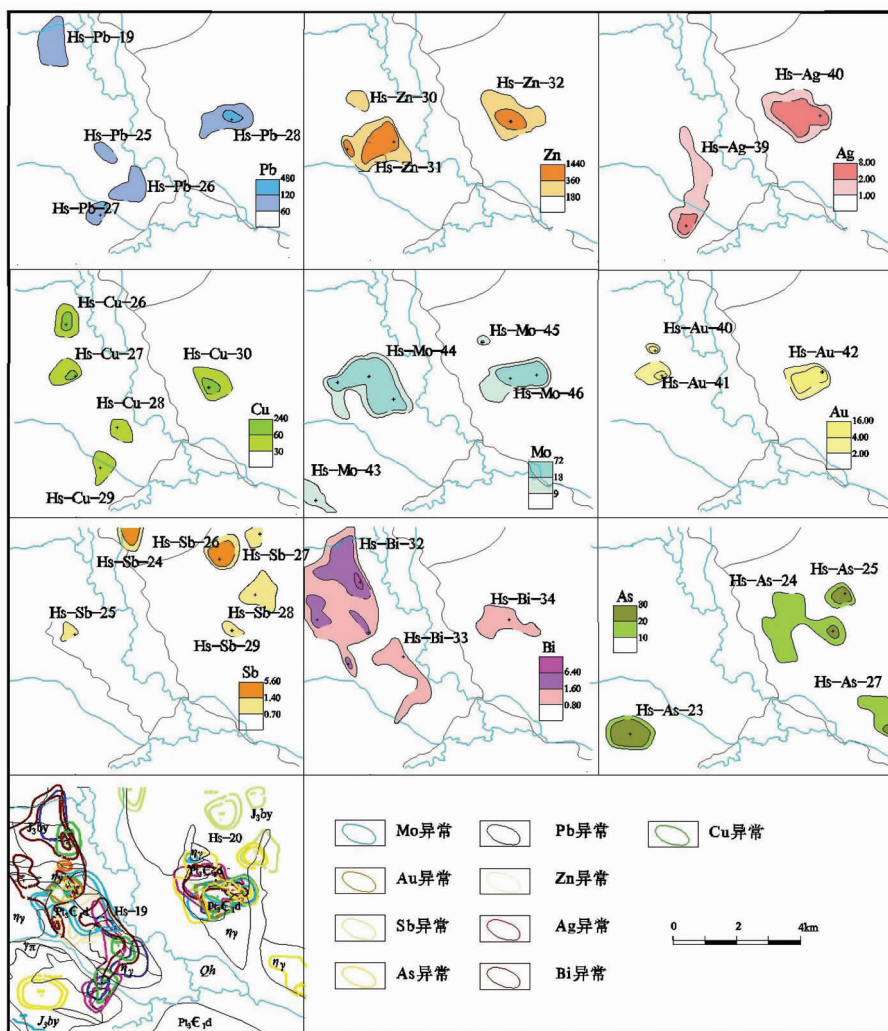 Hs–Pb–19
Hs–Pb–25
Hs–Pb–28
Hs–Pb–26
Hs–Pb–27
Pb
480
120
60
Hs–Zn–30
Hs–Zn–32
Hs–Zn–31
Zn
1440
360
180
Hs–Ag–40
Hs–Ag–39
Ag
8.00
2.00
1.00
Hs–Cu–26
Hs–Cu–27
Hs–Cu–30
Hs–Cu–28
Hs–Cu–29
Cu
240
60
30
Hs–Mo–45
Hs–Mo–44
Hs–Mo–46
Hs–Mo–43
Mo
72
18
9
Hs–Au–40
Hs–Au–42
Hs–Au–41
Au
16.00
4.00
2.00
Hs–Sb–26
Hs–Sb–27
Hs–Sb–24
Hs–Sb–28
Hs–Sb–25
Hs–Sb–29
Sb
5.60
1.40
0.70
Hs–Bi–32
Hs–Bi–34
Hs–Bi–33
Bi
6.40
1.60
0.80
Hs–As–25
Hs–As–24
As
80
20
10
Hs–As–27
Hs–As–23
J₃by
J₃by
Hs–20
ηγ
Hs–19
ηγ
γπ
ηγ
ηγ
ηγ
Qh
J₃by
Pt₃Є₁d
Mo异常
Pb异常
Cu异常
Au异常
Zn异常
Sb异常
Ag异常
As异常
Bi异常
0 2 4km